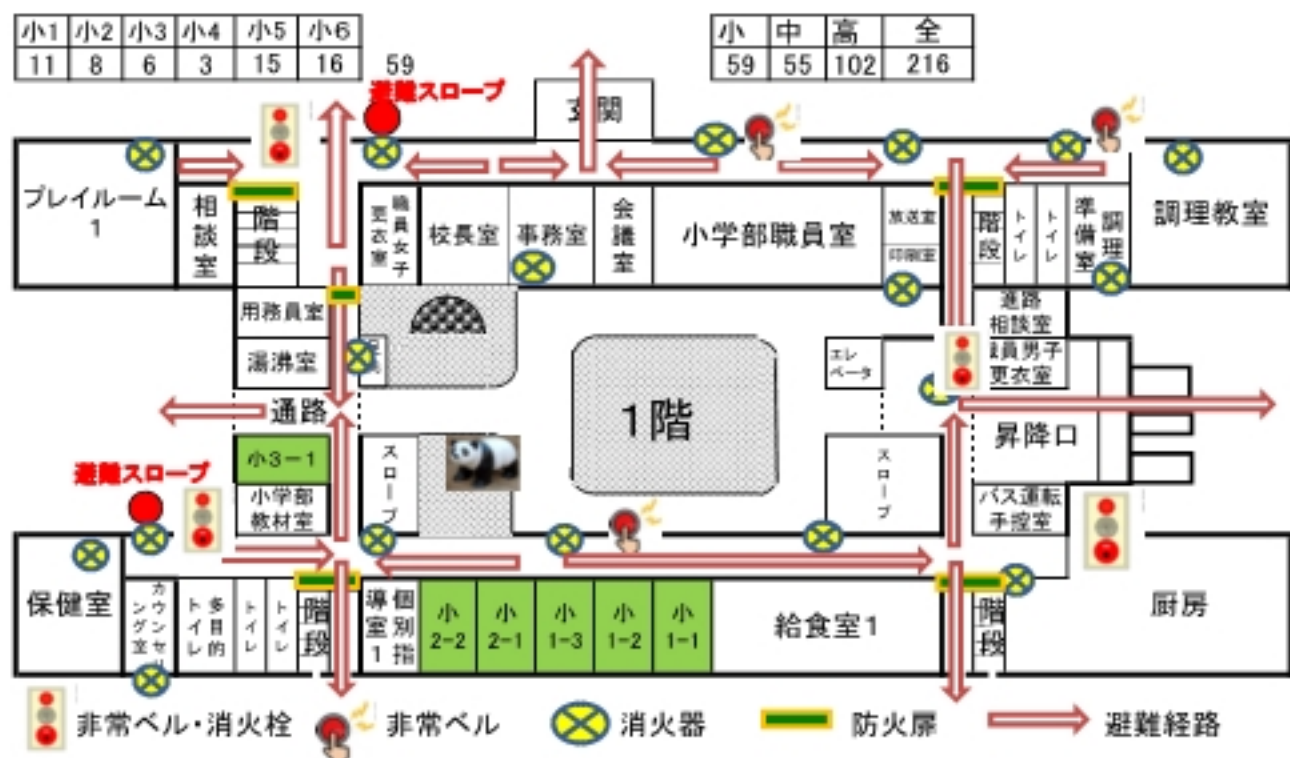 小1 小2 小3 小4 小5 小6
11 8 6 3 15 16 59
小 中 高 全
59 55 102 216
避難スロープ
玄関
プレイルーム1
相談室
階段
職員女子更衣室
校長室
事務室
会議室
小学部職員室
放送室
印刷室
階段
トイレ
トイレ
調理準備室
調理教室
用務員室
湯沸室
通路
進路相談室
職員男子更衣室
エレベータ
1階
昇降口
小3-1
小学部教材室
避難スロープ
スロープ
スロープ
バス運転手控室
保健室
カウンセリング室
多目的トイレ
トイレ
トイレ
階段
個別指導室1
小2-2
小2-1
小1-3
小1-2
小1-1
給食室1
階段
厨房
非常ベル・消火栓
非常ベル
消火器
防火扉
避難経路